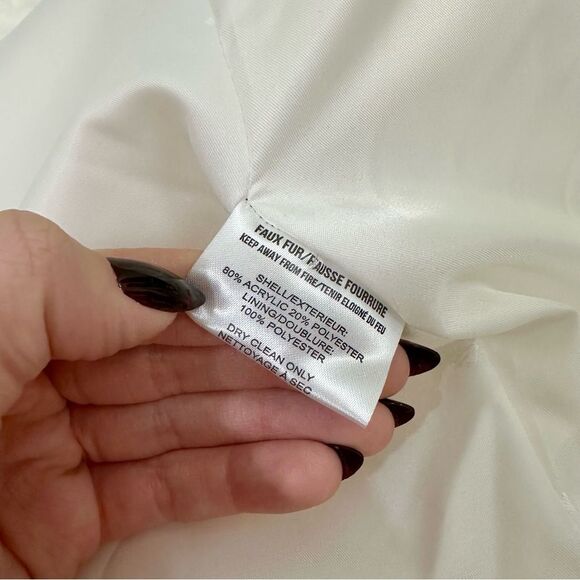 FAUX FUR/FAUSSE FOURRURE
KEEP AWAY FROM FIRE/TENIR ELOIGNÉ DU FEU
SHELL/EXTERIEUR:
80% ACRYLIC 20% POLYESTER
LINING/DOUBLURE:
100% POLYESTER
DRY CLEAN ONLY
NETTOYAGE À SEC